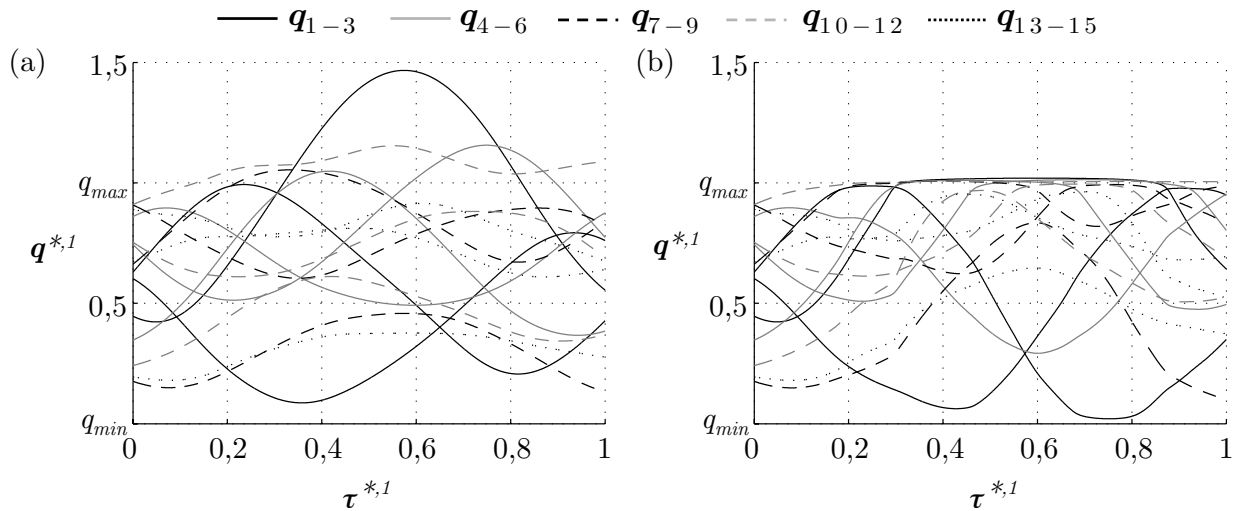 q1−3 q4−6 q7−9 q10−12 q13−15
(a) (b)
1,5 1,5
qmax qmax
q*,1 q*,1
0,5 0,5
qmin qmin
0 0,2 0,4 0,6 0,8 1 0 0,2 0,4 0,6 0,8 1
τ*,1 τ*,1